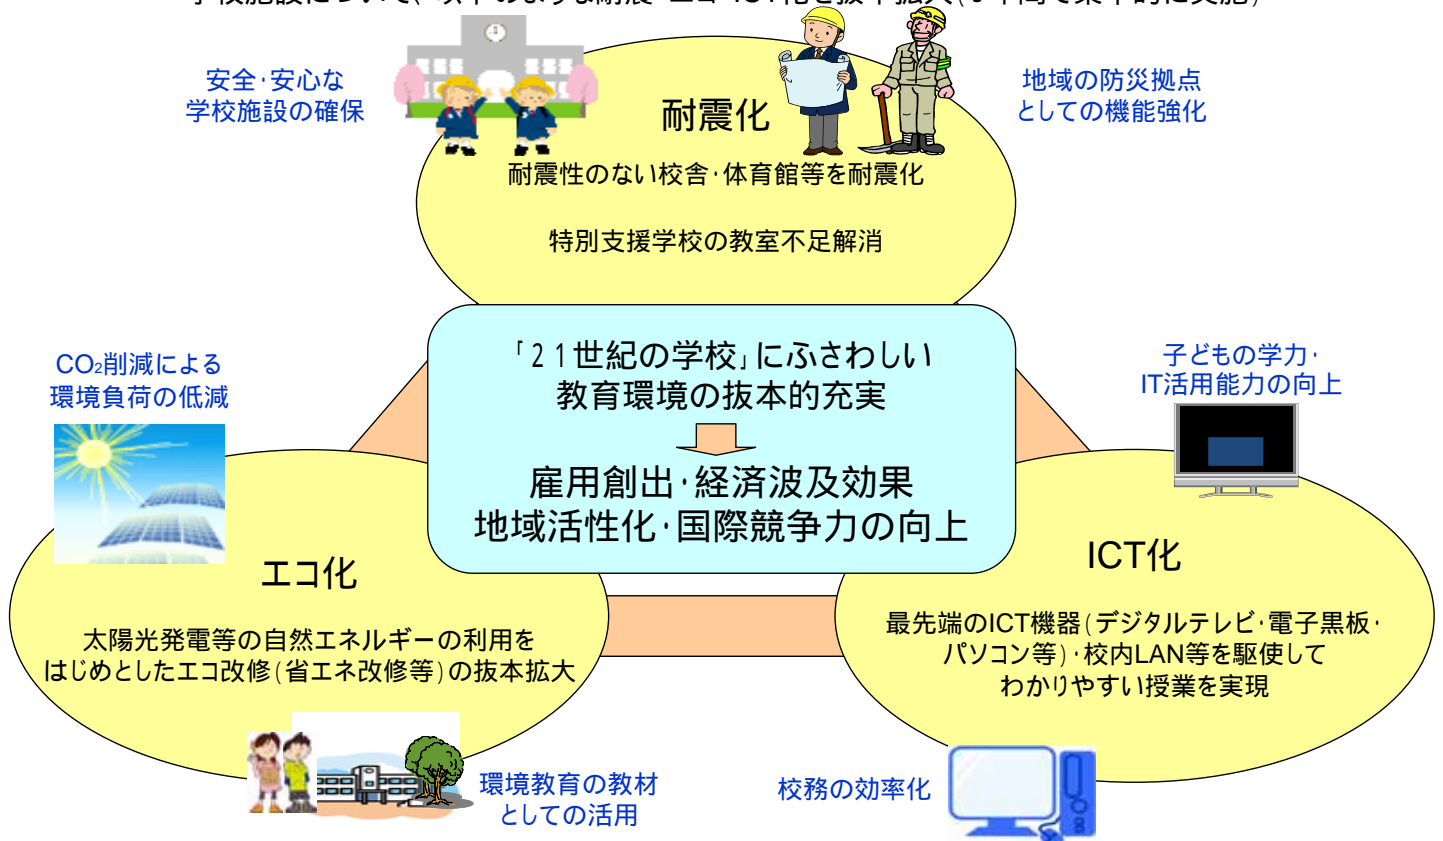 安全・安心な
学校施設の確保
地域の防災拠点
としての機能強化
耐震化
耐震性のない校舎・体育館等を耐震化
特別支援学校の教室不足解消
「２１世紀の学校」にふさわしい
教育環境の抜本的充実
雇用創出・経済波及効果
地域活性化・国際競争力の向上
CO₂削減による
環境負荷の低減
エコ化
太陽光発電等の自然エネルギーの利用を
はじめとしたエコ改修(省エネ改修等)の抜本拡大
環境教育の教材
としての活用
子どもの学力・
IT活用能力の向上
ICT化
最先端のICT機器(デジタルテレビ・電子黒板・
パソコン等)・校内LAN等を駆使して
わかりやすい授業を実現
校務の効率化